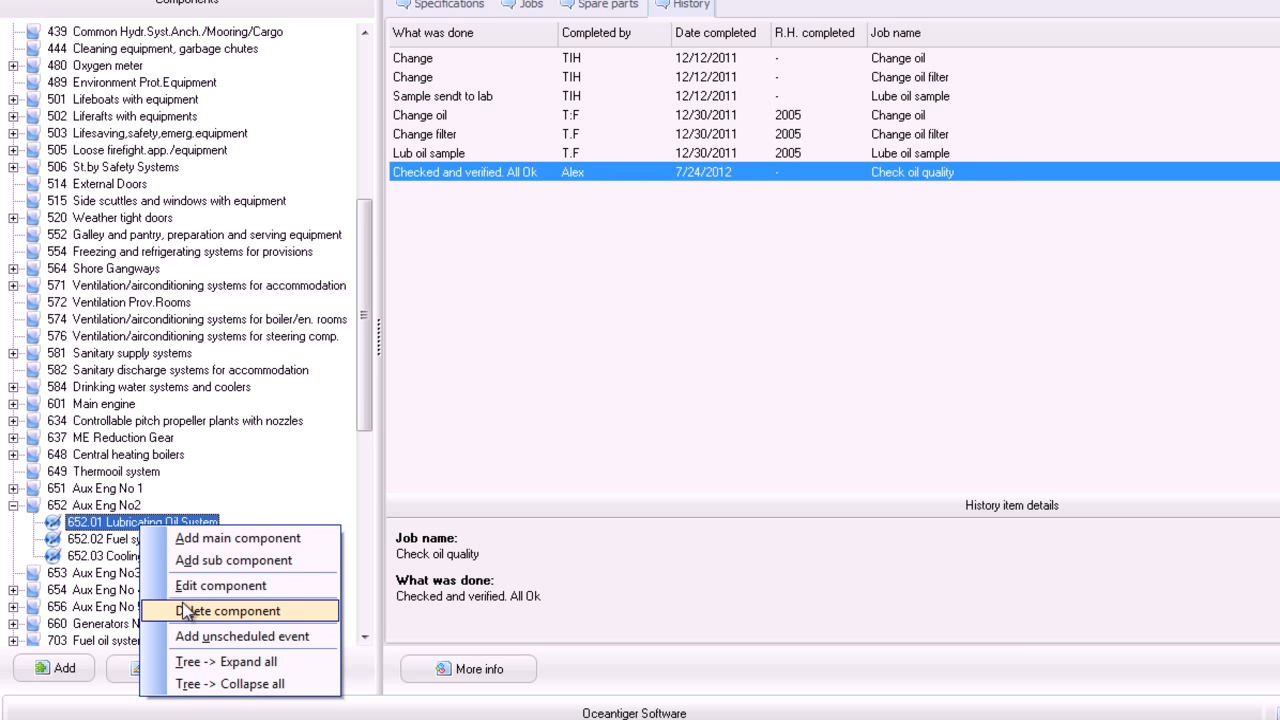 Components
439 Common Hydr.Syst.Anch./Mooring/Cargo
444 Cleaning equipment, garbage chutes
480 Oxygen meter
489 Environment Prot.Equipment
501 Lifeboats with equipment
502 Liferafts with equipments
503 Lifesaving,safety,emerg.equipment
505 Loose firefight.app./equipment
506 St.by Safety Systems
514 External Doors
515 Side scuttles and windows with equipment
520 Weather tight doors
552 Galley and pantry, preparation and serving equipment
554 Freezing and refrigerating systems for provisions
564 Shore Gangways
571 Ventilation/airconditioning systems for accommodation
572 Ventilation Prov.Rooms
574 Ventilation/airconditioning systems for boiler/en. rooms
576 Ventilation/airconditioning systems for steering comp.
581 Sanitary supply systems
582 Sanitary discharge systems for accommodation
584 Drinking water systems and coolers
601 Main engine
634 Controllable pitch propeller plants with nozzles
637 ME Reduction Gear
648 Central heating boilers
649 Thermooil system
651 Aux Eng No 1
652 Aux Eng No2
652.01 Lubricating Oil System
652.02 Fuel sy
652.03 Cooling
653 Aux Eng No3
654 Aux Eng No
656 Aux Eng No
660 Generators N
703 Fuel oil system
Add
Add main component
Add sub component
Edit component
Delete component
Add unscheduled event
Tree -> Expand all
Tree -> Collapse all
Specifications Jobs Spare parts History
What was done Completed by Date completed R.H. completed Job name
Change TIH 12/12/2011 - Change oil
Change TIH 12/12/2011 - Change oil filter
Sample sendt to lab TIH 12/12/2011 - Lube oil sample
Change oil T:F 12/30/2011 2005 Change oil
Change filter T.F 12/30/2011 2005 Change oil filter
Lub oil sample T.F 12/30/2011 2005 Lube oil sample
Checked and verified. All Ok Alex 7/24/2012 - Check oil quality
History item details
Job name:
Check oil quality
What was done:
Checked and verified. All Ok
More info
Oceantiger Software